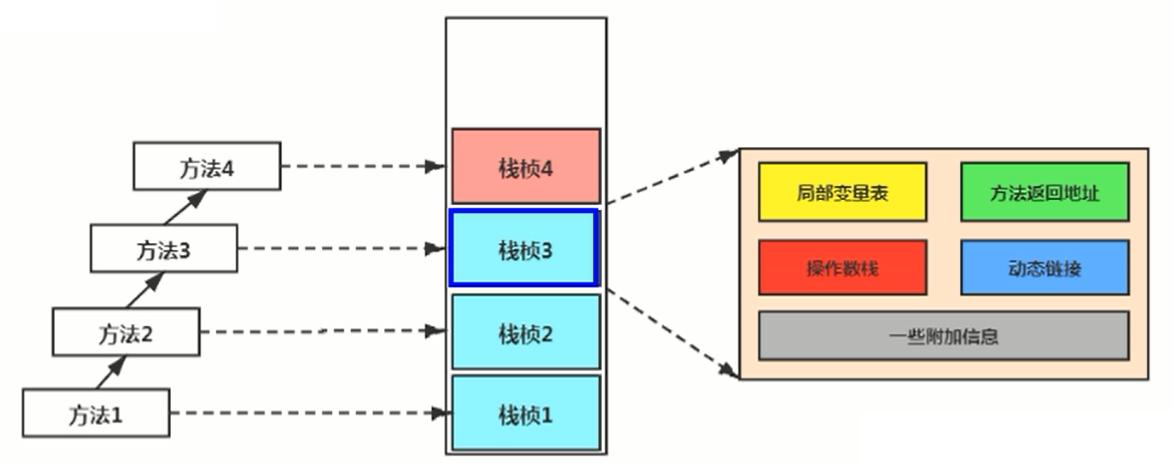 方法4
方法3
方法2
方法1
栈桢4
栈桢3
栈桢2
栈桢1
局部变量表
方法返回地址
操作数栈
动态链接
一些附加信息